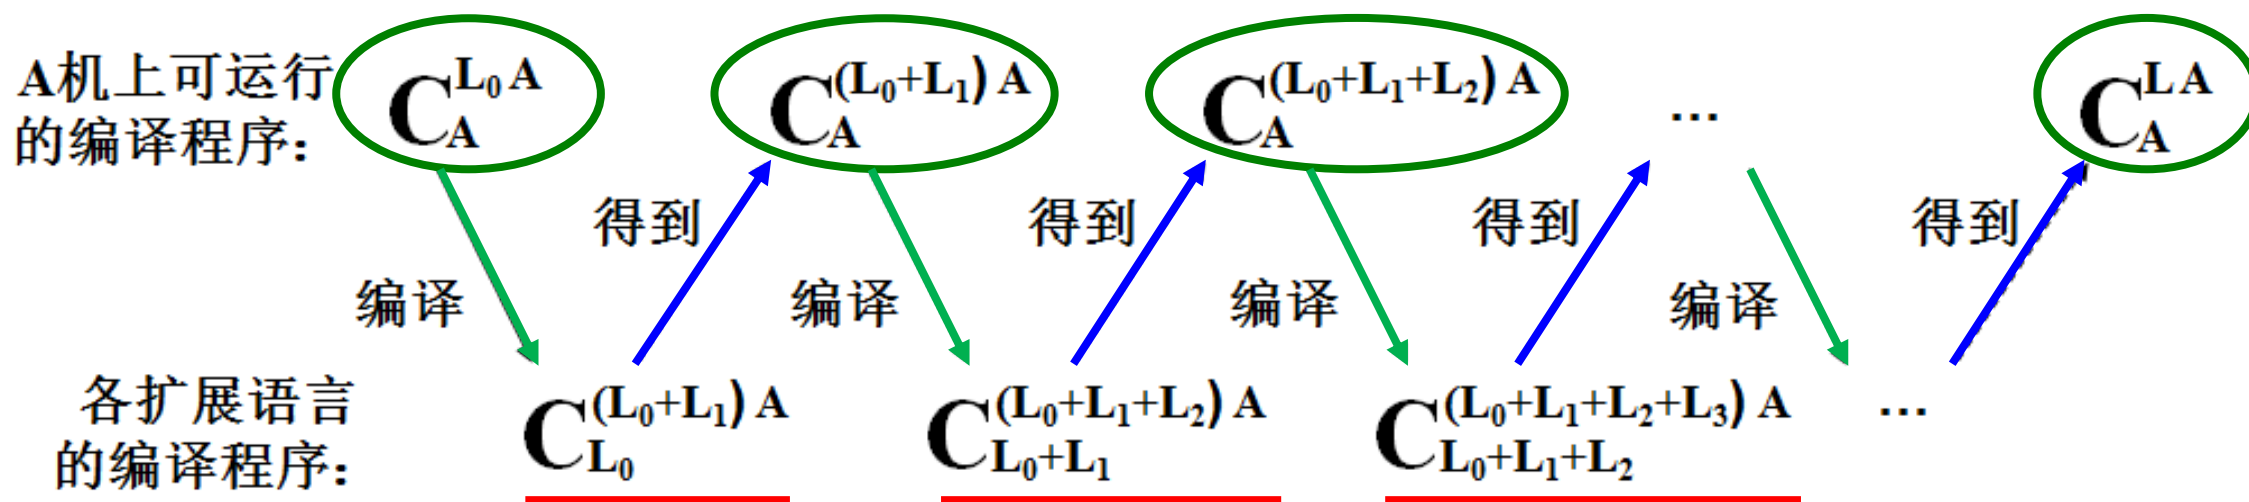 A机上可运行的编译程序：
C_A^{L₀ A} C_A^{(L₀+L₁) A} C_A^{(L₀+L₁+L₂) A} ... C_A^{L A}
得到 得到 得到 得到
编译 编译 编译 编译
各扩展语言的编译程序：
C_{L₀}^{(L₀+L₁) A} C_{L₀+L₁}^{(L₀+L₁+L₂) A} C_{L₀+L₁+L₂}^{(L₀+L₁+L₂+L₃) A} ...